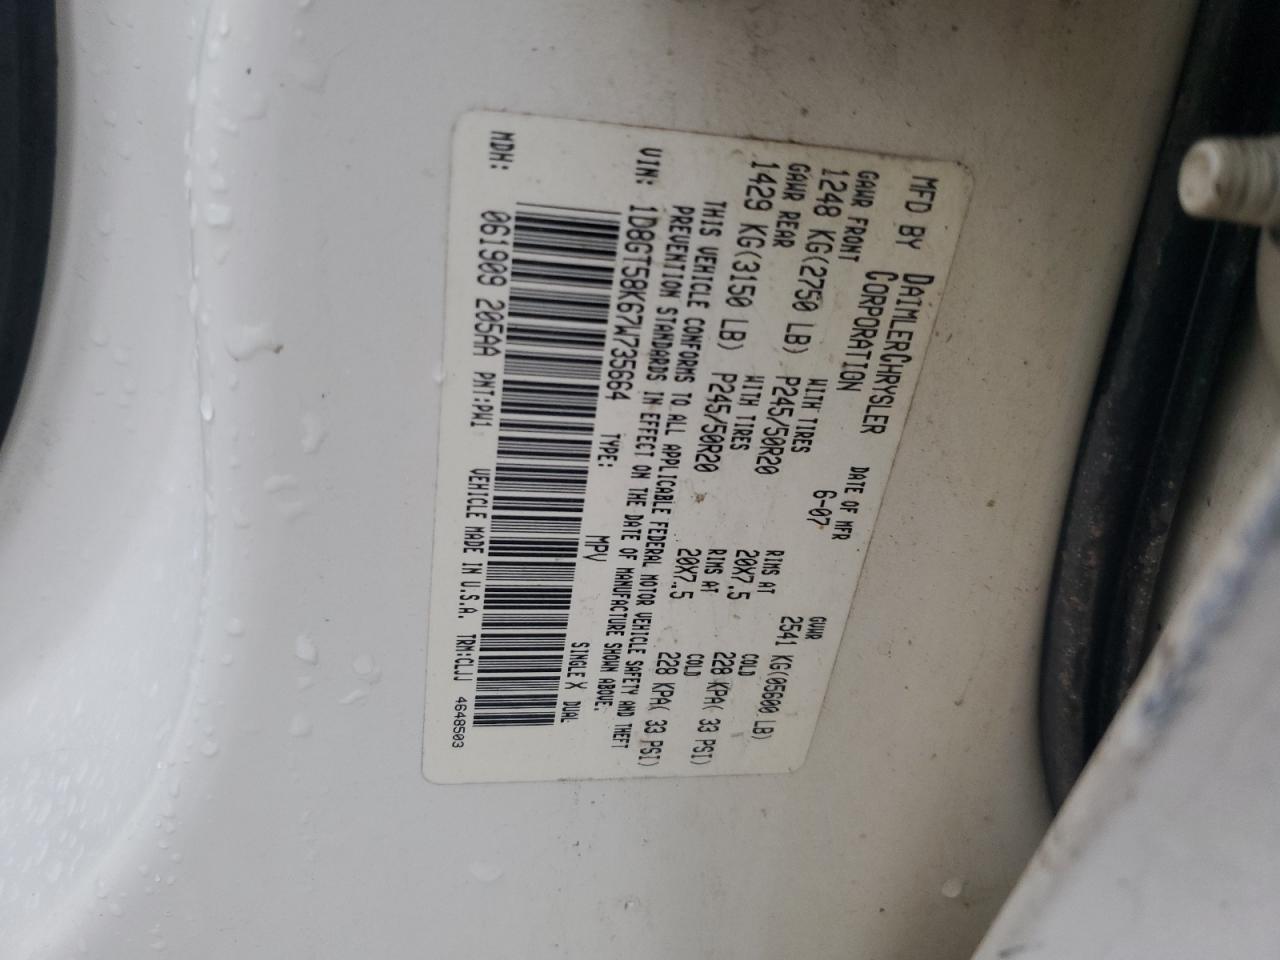 MFD BY DAIMLERCHRYSLER CORPORATION
DATE OF MFR 6-07
GVWR 2541 KG(05600 LB)
GAWR FRONT WITH TIRES RIMS AT COLD
1248 KG(2750 LB) P245/50R20 20X7.5 228 KPA( 33 PSI)
GAWR REAR WITH TIRES RIMS AT COLD
1429 KG(3150 LB) P245/50R20 20X7.5 228 KPA( 33 PSI)
THIS VEHICLE CONFORMS TO ALL APPLICABLE FEDERAL MOTOR VEHICLE SAFETY AND THEFT
PREVENTION STANDARDS IN EFFECT ON THE DATE OF MANUFACTURE SHOWN ABOVE.
VIN: 1D8GT58K67W735664 TYPE: MPV SINGLE X DUAL
MDH: 061909 205AA PNT:PW1 VEHICLE MADE IN U.S.A. TRM:CLJJ 4648503